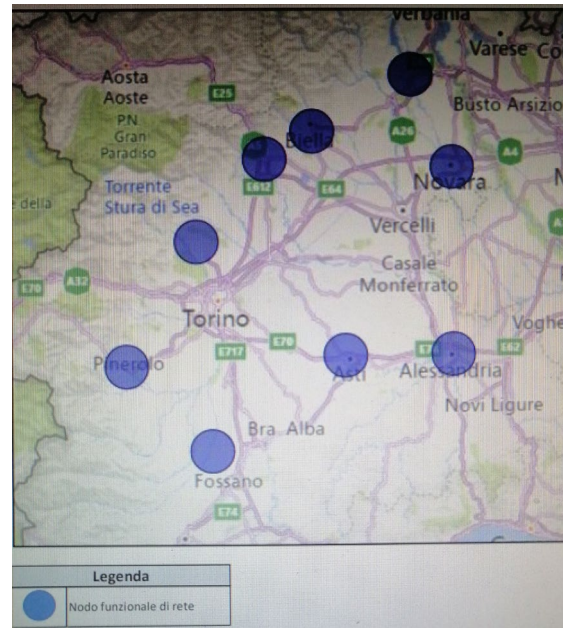 Verbania
Varese Co
Aosta
Aoste
E25
Busto Arsizio
PN
Gran
Paradiso
A26
Biella
A4
E612
E64
Novara
Torrente
Stura di Sea
e della
Vercelli
Casale
Monferrato
E70
A32
Torino
Voghe
E717
E70
E62
Pinerolo
Asti
Alessandria
Novi Ligure
Bra Alba
Fossano
E74
Legenda
Nodo funzionale di rete